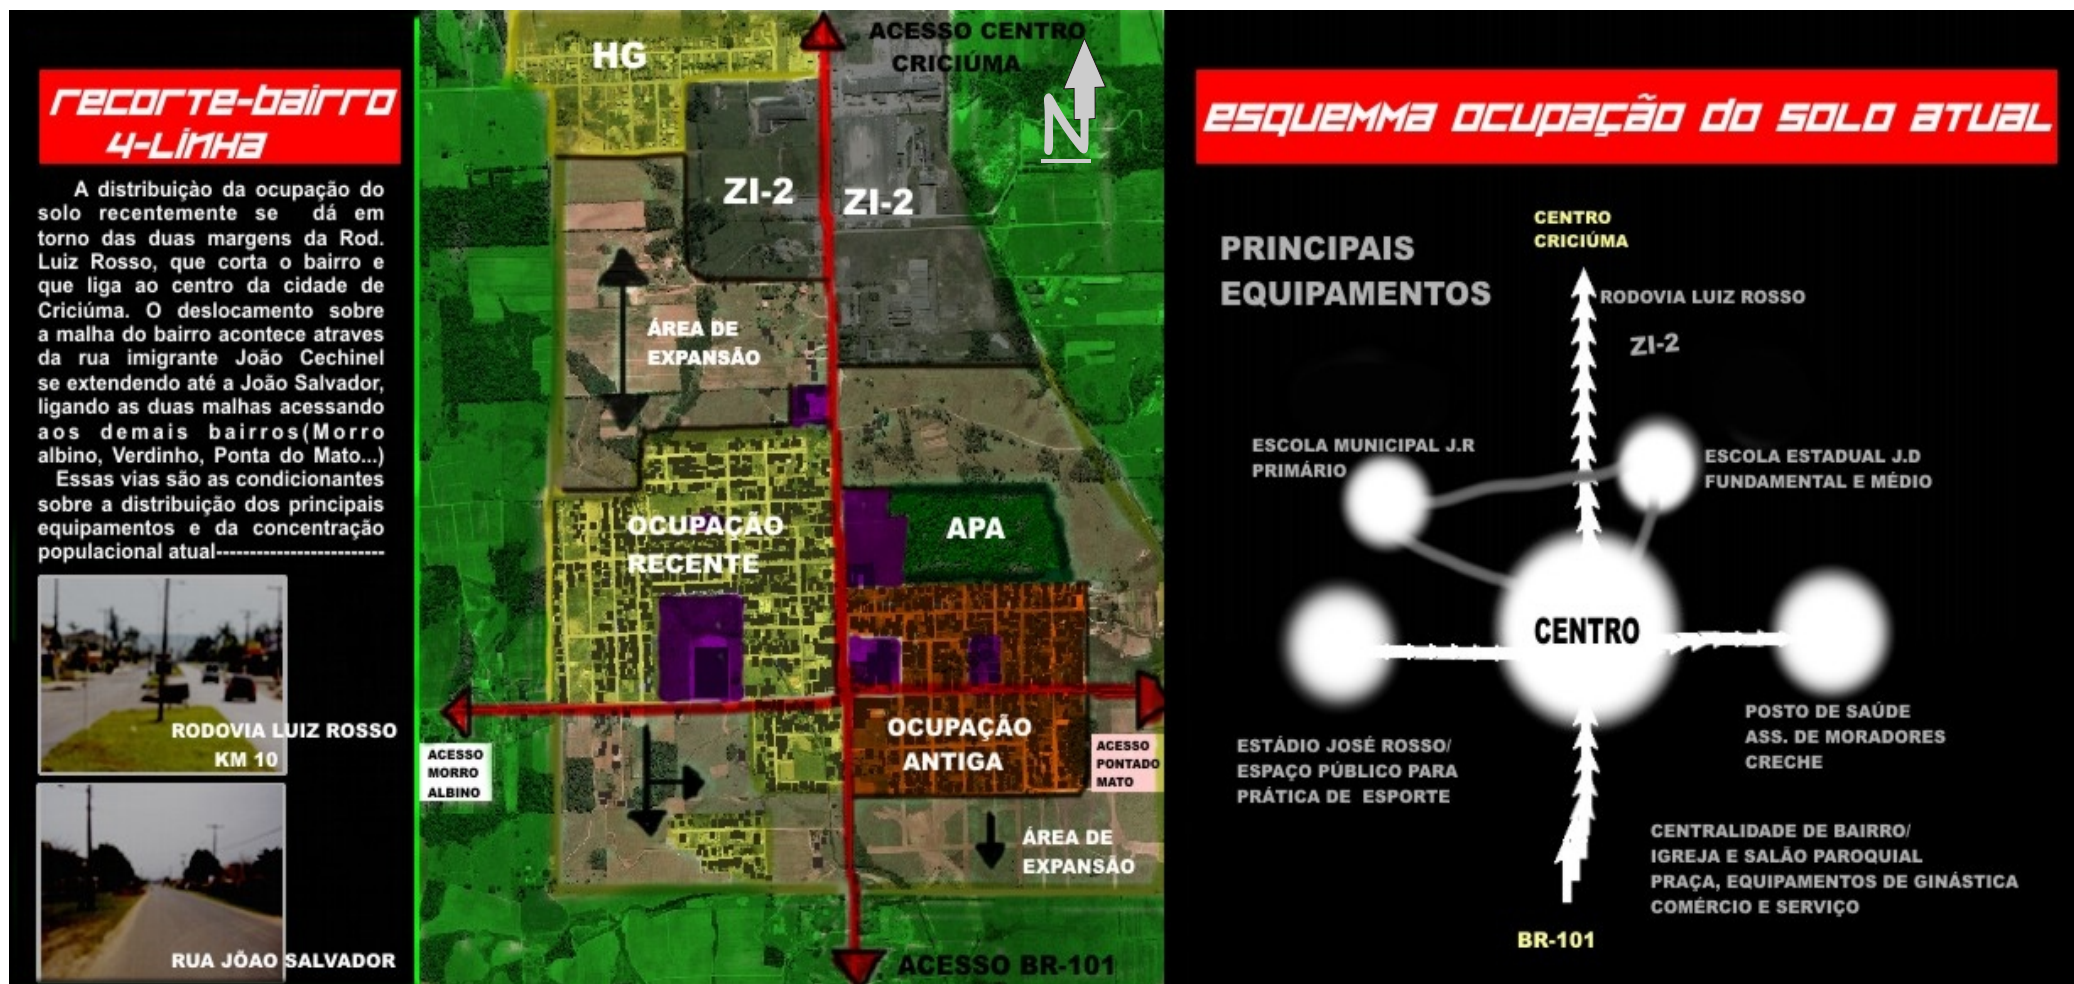 recorte-bairro
4-Linha
A distribuiçào da ocupação do
solo recentemente se dá em
torno das duas margens da Rod.
Luiz Rosso, que corta o bairro e
que liga ao centro da cidade de
Criciúma. O deslocamento sobre
a malha do bairro acontece atraves
da rua imigrante João Cechinel
se extendendo até a João Salvador,
ligando as duas malhas acessando
aos demais bairros(Morro
albino, Verdinho, Ponta do Mato...)
Essas vias são as condicionantes
sobre a distribuição dos principais
equipamentos e da concentração
populacional atual-------------------------
RODOVIA LUIZ ROSSO
KM 10
RUA JÕAO SALVADOR
HG
ACESSO CENTRO
CRICIÚMA
N
ZI-2
ZI-2
ÁREA DE
EXPANSÃO
OCUPAÇÃO
RECENTE
APA
OCUPAÇÃO
ANTIGA
ACESSO
MORRO
ALBINO
ACESSO
PONTADO
MATO
ÁREA DE
EXPANSÃO
ACESSO BR-101
esquemma ocupação do solo atual
PRINCIPAIS
EQUIPAMENTOS
CENTRO
CRICIÚMA
RODOVIA LUIZ ROSSO
ZI-2
ESCOLA MUNICIPAL J.R
PRIMÁRIO
ESCOLA ESTADUAL J.D
FUNDAMENTAL E MÉDIO
CENTRO
ESTÁDIO JOSÉ ROSSO/
ESPAÇO PÚBLICO PARA
PRÁTICA DE ESPORTE
POSTO DE SAÚDE
ASS. DE MORADORES
CRECHE
CENTRALIDADE DE BAIRRO/
IGREJA E SALÃO PAROQUIAL
PRAÇA, EQUIPAMENTOS DE GINÁSTICA
COMÉRCIO E SERVIÇO
BR-101